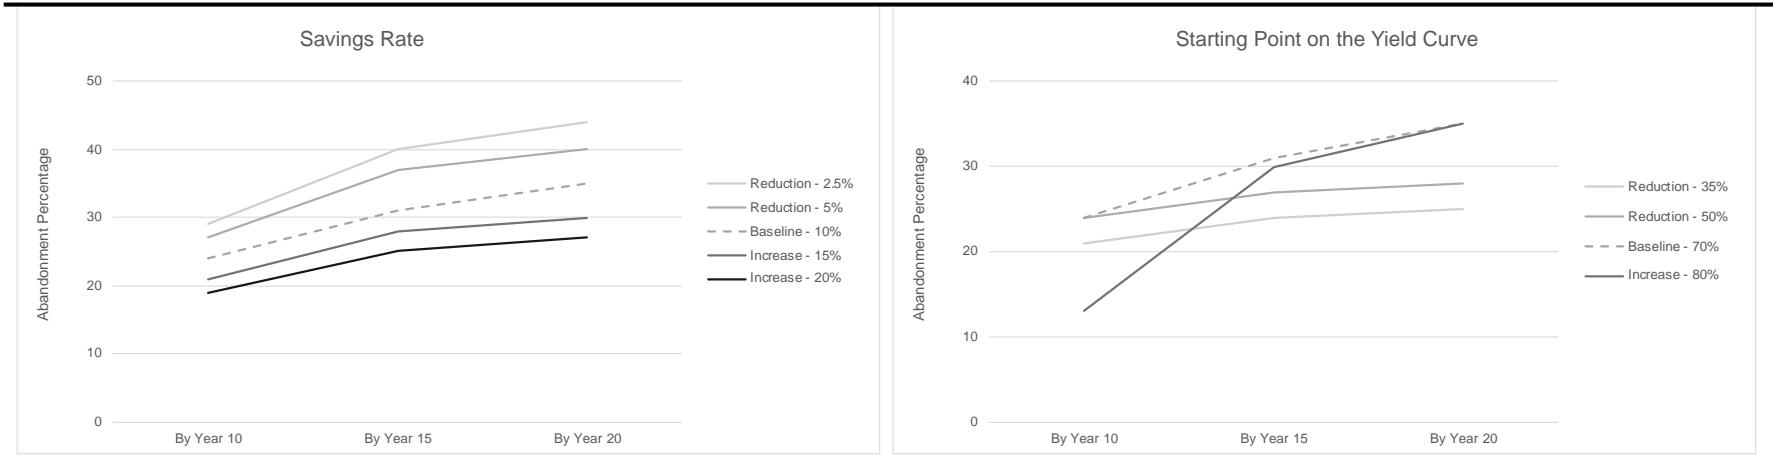 Savings Rate
Abandonment Percentage
50
40
30
20
10
0
By Year 10
By Year 15
By Year 20
Reduction - 2.5%
Reduction - 5%
Baseline - 10%
Increase - 15%
Increase - 20%
Starting Point on the Yield Curve
Abandonment Percentage
40
30
20
10
0
By Year 10
By Year 15
By Year 20
Reduction - 35%
Reduction - 50%
Baseline - 70%
Increase - 80%